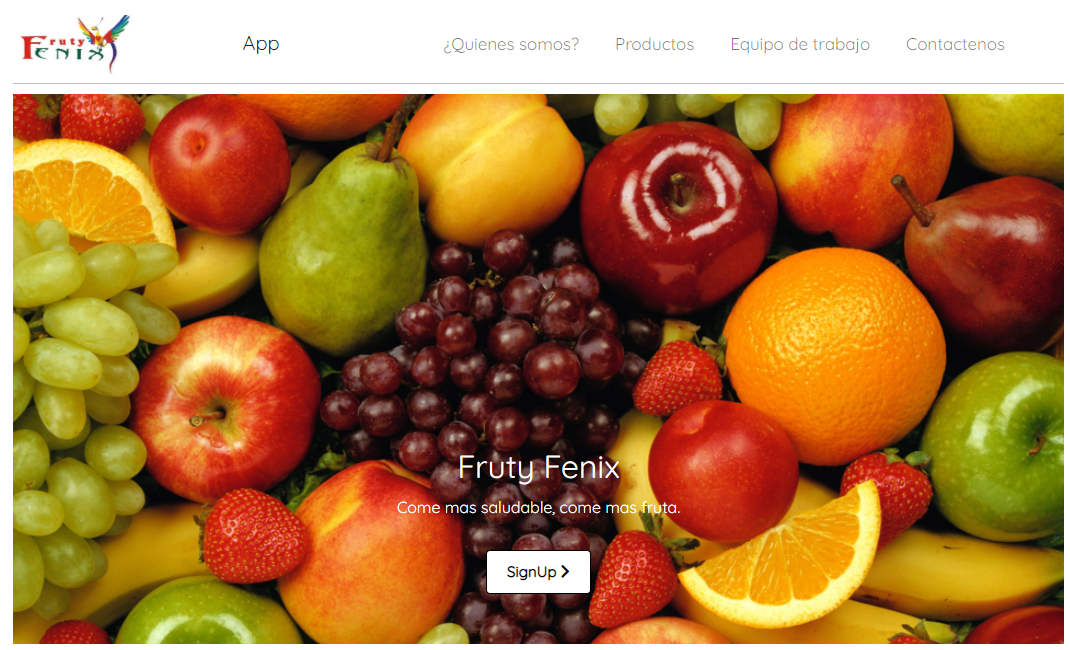 Fruty
Fenix
App
¿Quienes somos?
Productos
Equipo de trabajo
Contactenos
Fruty Fenix
Come mas saludable, come mas fruta.
SignUp